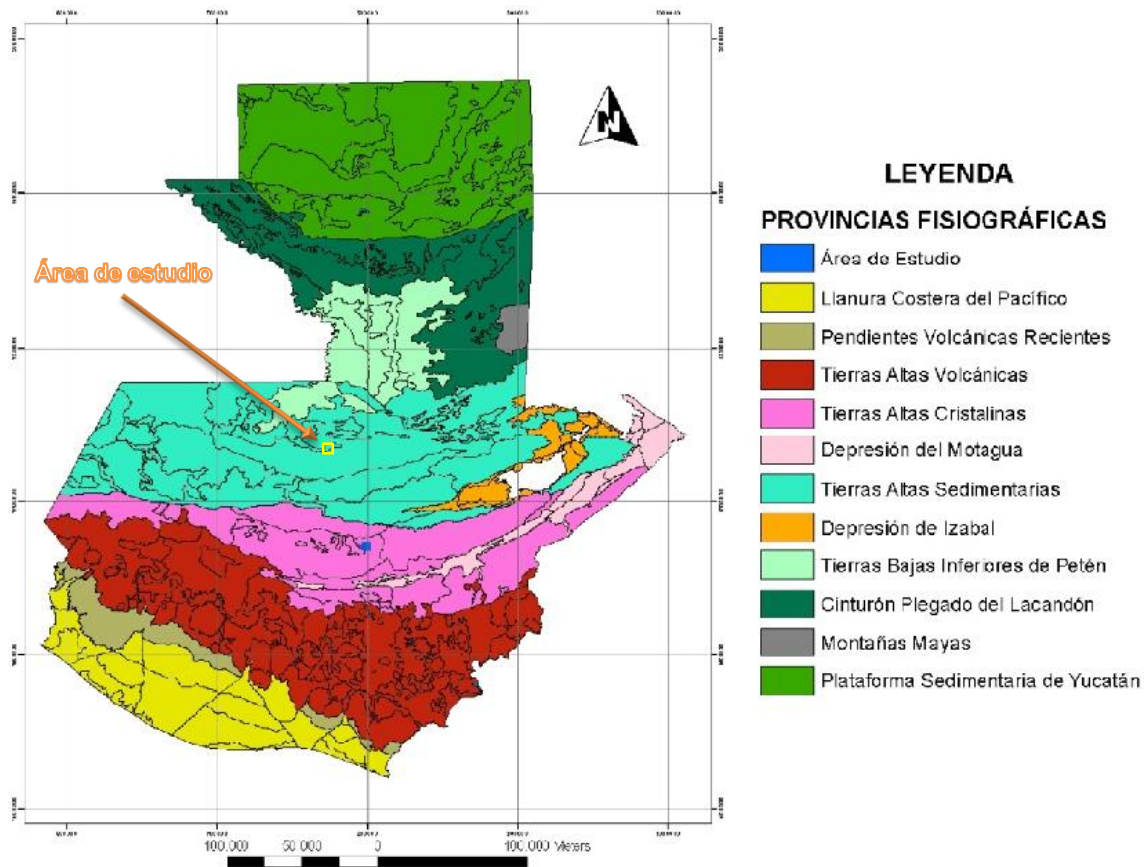 N
Área de estudio
100.000 50 000 0 100.000 Meters
LEYENDA
PROVINCIAS FISIOGRÁFICAS
Área de Estudio
Llanura Costera del Pacífico
Pendientes Volcánicas Recientes
Tierras Altas Volcánicas
Tierras Altas Cristalinas
Depresión del Motagua
Tierras Altas Sedimentarias
Depresión de Izabal
Tierras Bajas Inferiores de Petén
Cinturón Plegado del Lacandón
Montañas Mayas
Plataforma Sedimentaria de Yucatán